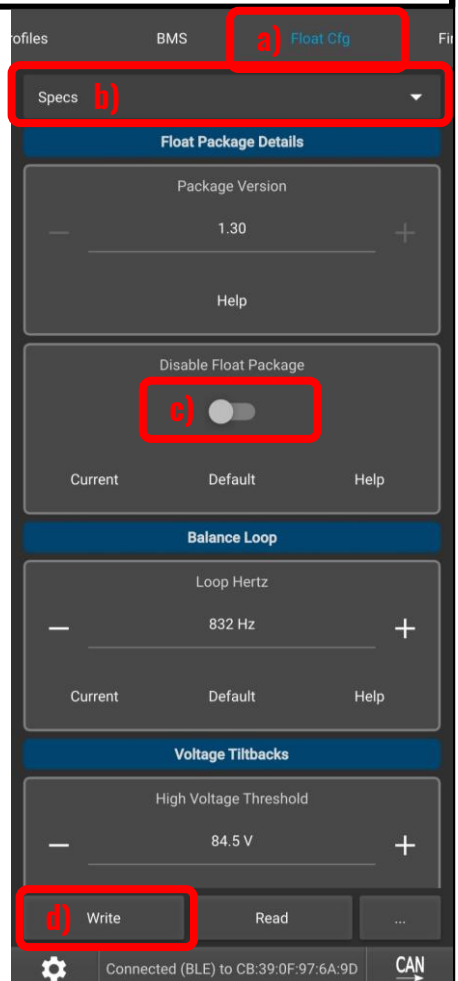 ofiles BMS a) Float Cfg Fi
Specs b)
Float Package Details
Package Version
− 1.30 +
Help
Disable Float Package
c)
Current Default Help
Balance Loop
Loop Hertz
− 832 Hz +
Current Default Help
Voltage Tiltbacks
High Voltage Threshold
− 84.5 V +
d) Write Read ...
Connected (BLE) to CB:39:0F:97:6A:9D CAN